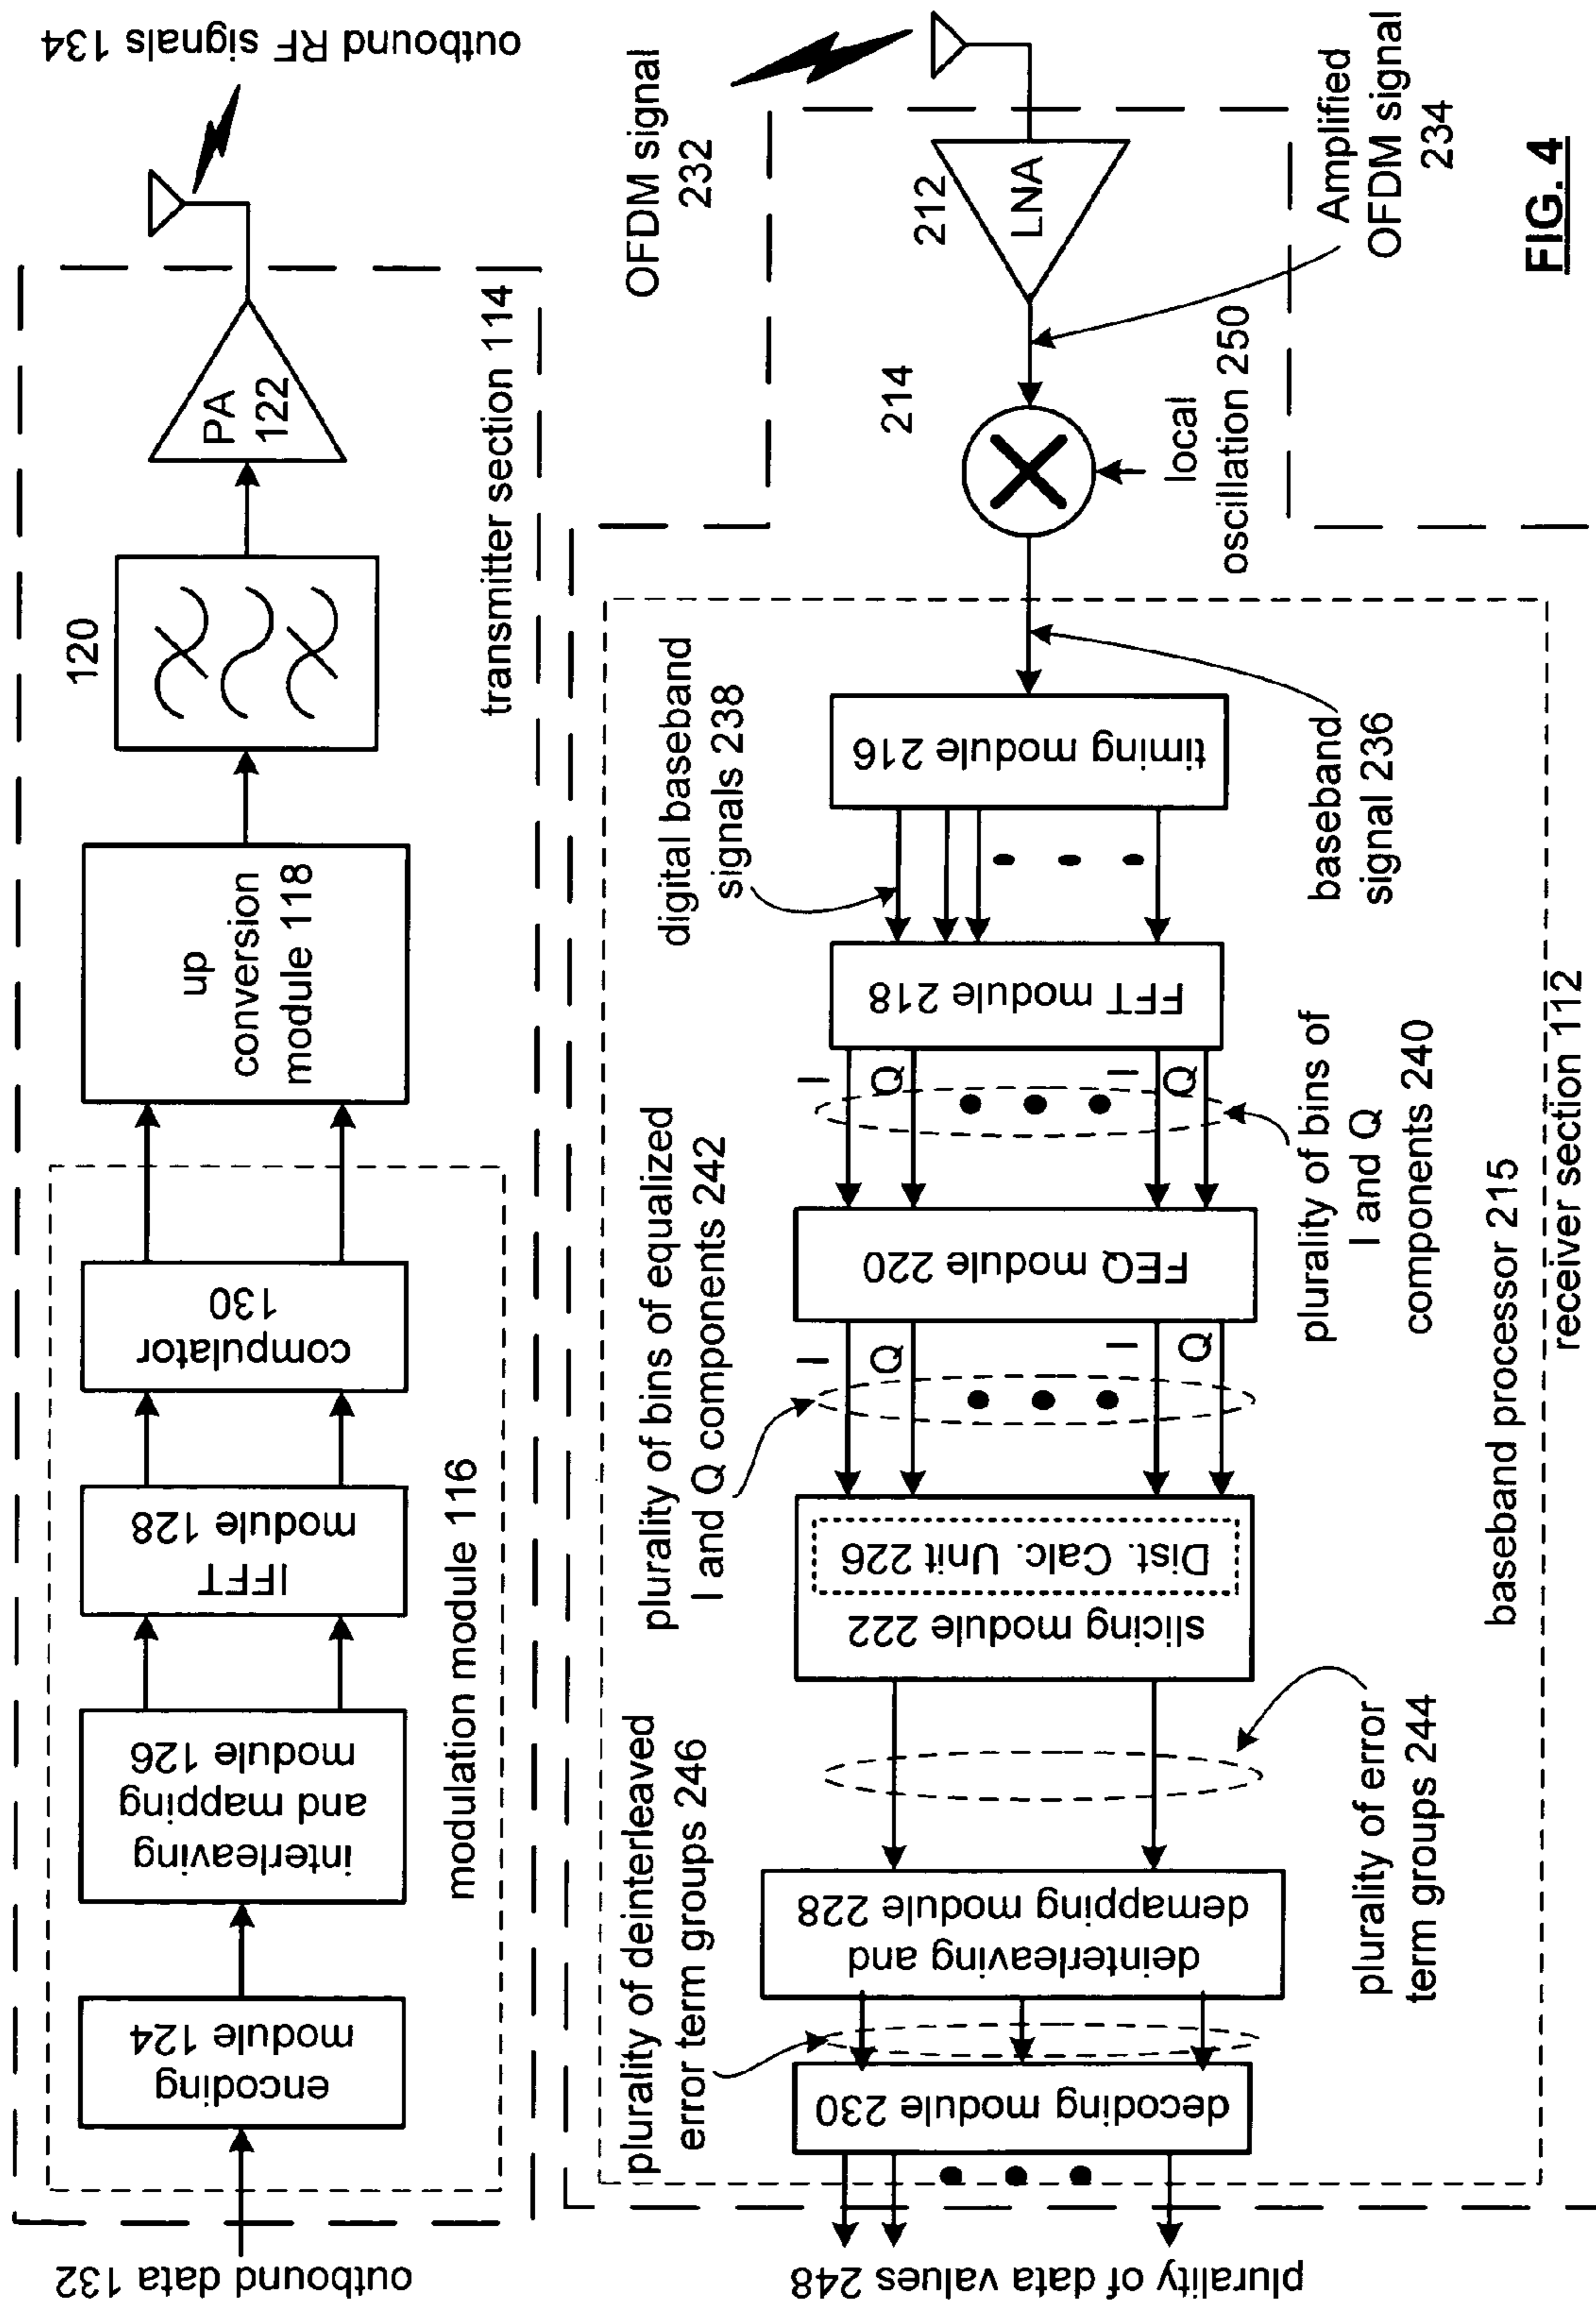 outbound RF signals 134
PA
122
120
up
conversion
module 118
compulator
130
IFFT
module 128
interleaving
and mapping
module 126
encoding
module 124
outbound data 132
modulation module 116
transmitter section 114
OFDM signal
232
212
LNA
Amplified
OFDM signal
234
214
local
oscillation 250
baseband
signal 236
timing module 216
digital baseband
signals 238
FFT module 218
I
Q
I
Q
plurality of bins of
I and Q
components 240
FEQ module 220
I
Q
I
Q
plurality of bins of equalized
I and Q components 242
Dist. Calc. Unit 226
slicing module 222
plurality of error
term groups 244
deinterleaving and
demapping module 228
plurality of deinterleaved
error term groups 246
decoding module 230
plurality of data values 248
baseband processor 215
receiver section 112
FIG. 4